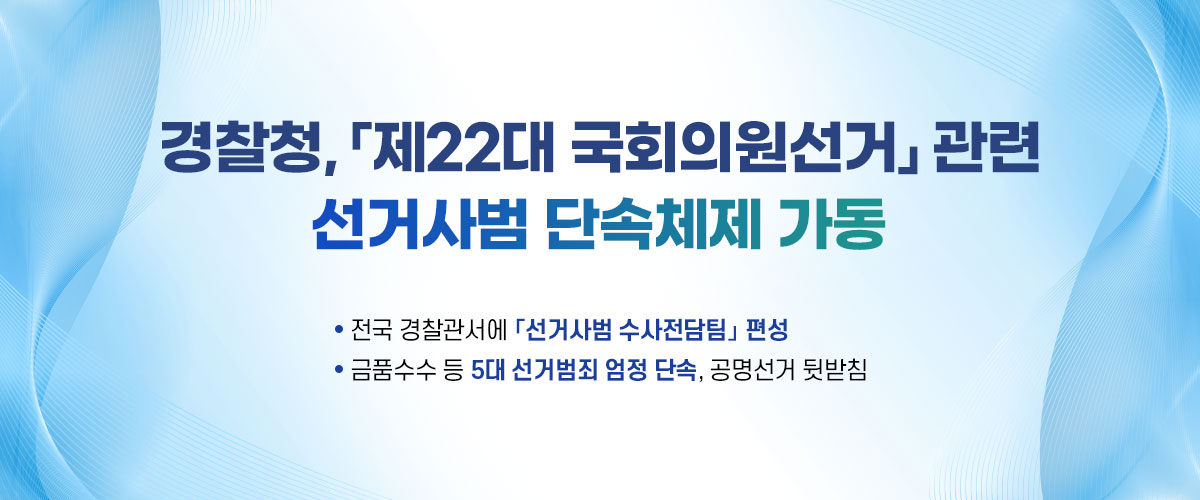 경찰청, 「제22대 국회의원선거」 관련
선거사범 단속체제 가동
• 전국 경찰관서에 「선거사범 수사전담팀」 편성
• 금품수수 등 5대 선거범죄 엄정 단속, 공명선거 뒷받침